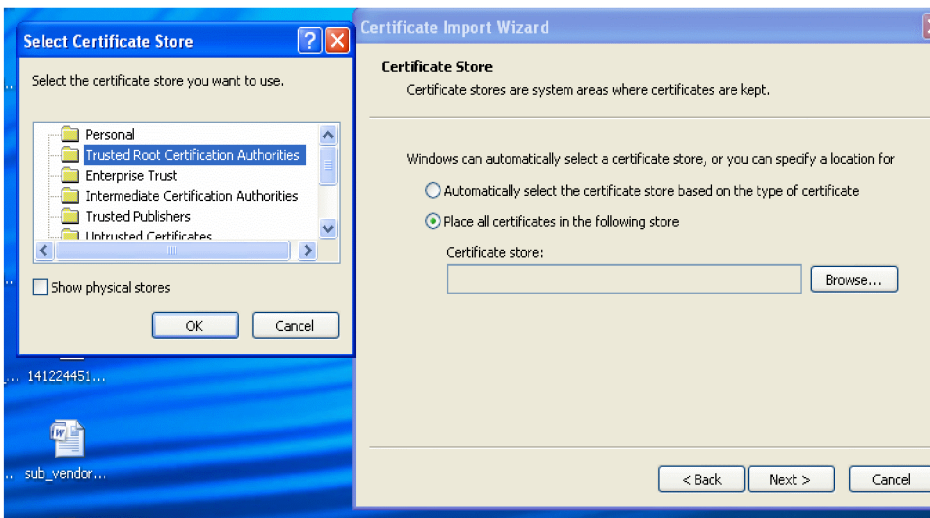 Select Certificate Store
Select the certificate store you want to use.
Personal
Trusted Root Certification Authorities
Enterprise Trust
Intermediate Certification Authorities
Trusted Publishers
Untrusted Certificates
Show physical stores
OK
Cancel
... 141224451...
.. sub_vendor...
Certificate Import Wizard
Certificate Store
Certificate stores are system areas where certificates are kept.
Windows can automatically select a certificate store, or you can specify a location for
Automatically select the certificate store based on the type of certificate
Place all certificates in the following store
Certificate store:
Browse...
< Back
Next >
Cancel